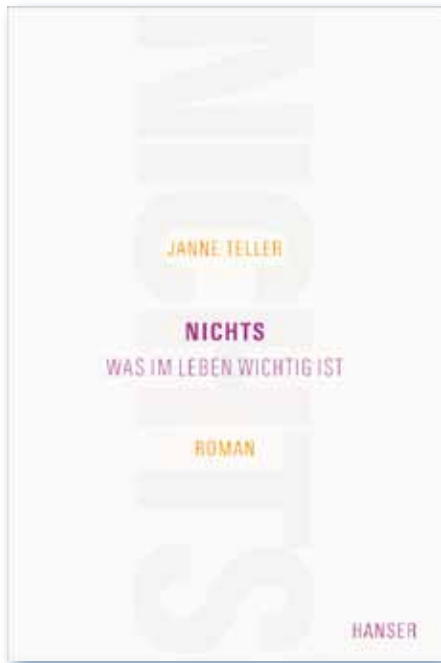 NICHTS
JANNE TELLER
NICHTS
WAS IM LEBEN WICHTIG IST
ROMAN
HANSER